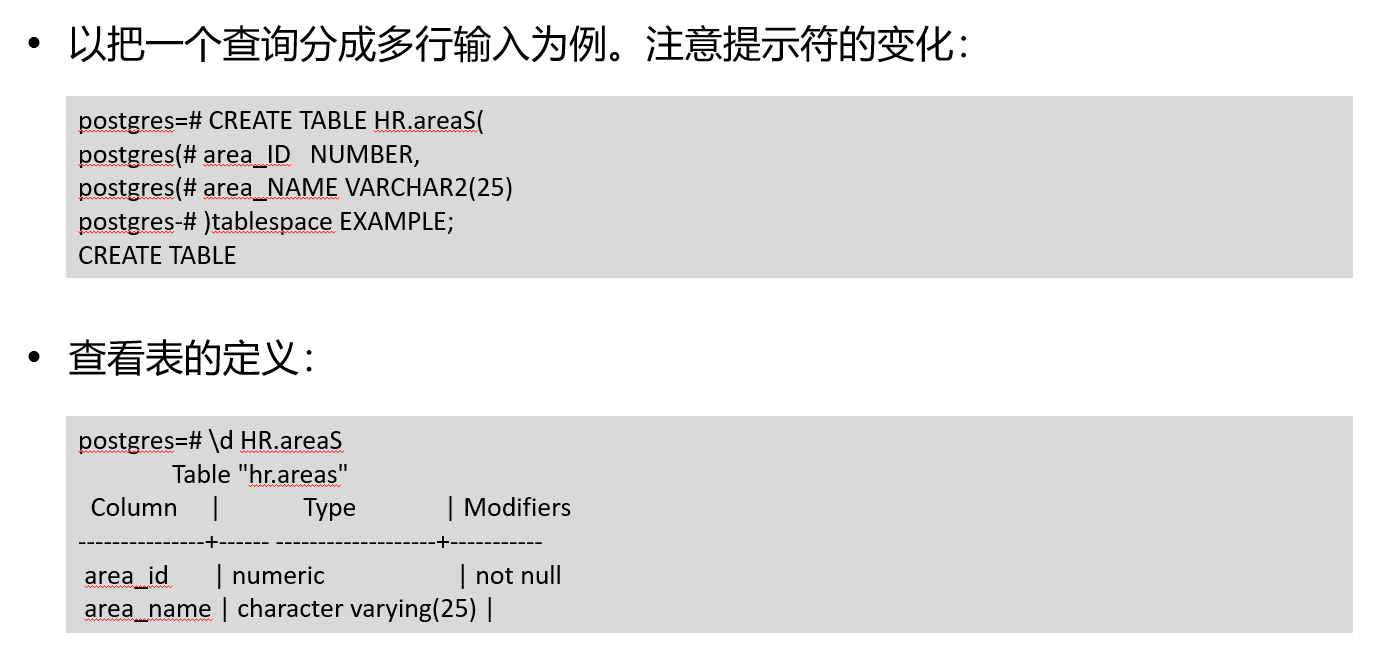 • 以把一个查询分成多行输入为例。注意提示符的变化：
postgres=# CREATE TABLE HR.areaS(
postgres(# area_ID   NUMBER,
postgres(# area_NAME VARCHAR2(25)
postgres-# )tablespace EXAMPLE;
CREATE TABLE
• 查看表的定义：
postgres=# \d HR.areaS
Table "hr.areas"
Column | Type | Modifiers
---------------+------ -------------------+-----------
area_id | numeric | not null
area_name | character varying(25) |